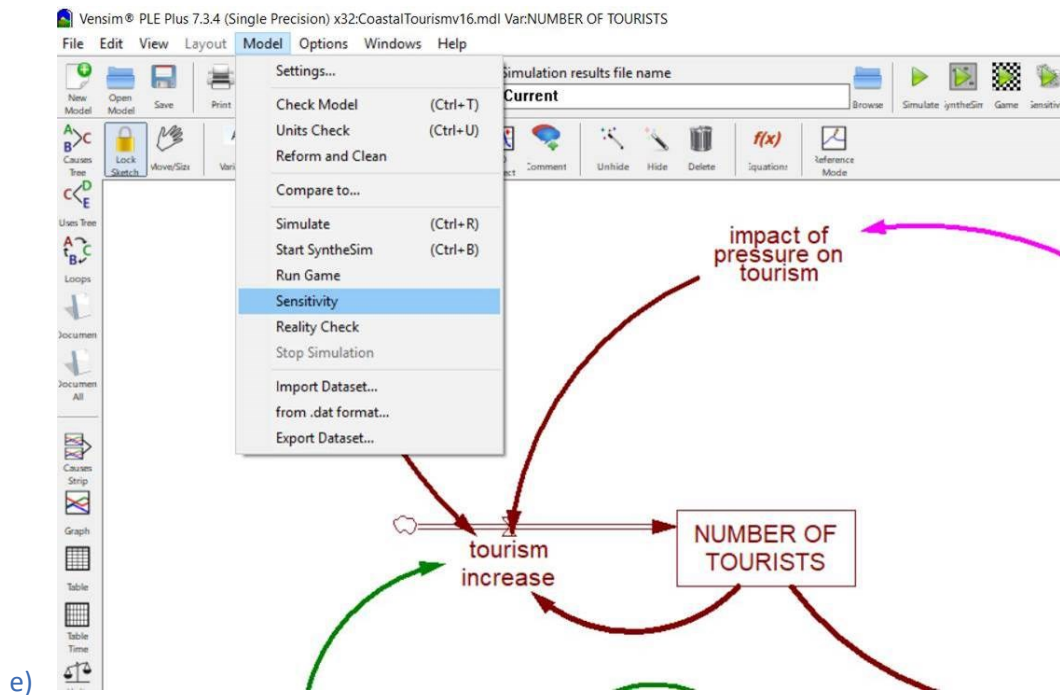 Vensim® PLE Plus 7.3.4 (Single Precision) x32:CoastalTourismv16.mdl Var:NUMBER OF TOURISTS
File Edit View Layout Model Options Windows Help
New Model
Open Model
Save
Print
Simulation results file name
Current
Browse
Simulate
Game
Causes Tree
Lock Sketch
Move/Size
Unhide
Hide
Delete
f(x)
Reference Mode
Uses Tree
Loops
Documen
Documen All
Causes Strip
Graph
Table
Table Time
Settings...
Check Model (Ctrl+T)
Units Check (Ctrl+U)
Reform and Clean
Compare to...
Simulate (Ctrl+R)
Start SyntheSim (Ctrl+B)
Run Game
Sensitivity
Reality Check
Stop Simulation
Import Dataset...
from .dat format...
Export Dataset...
impact of
pressure on
tourism
tourism
increase
NUMBER OF
TOURISTS
e)